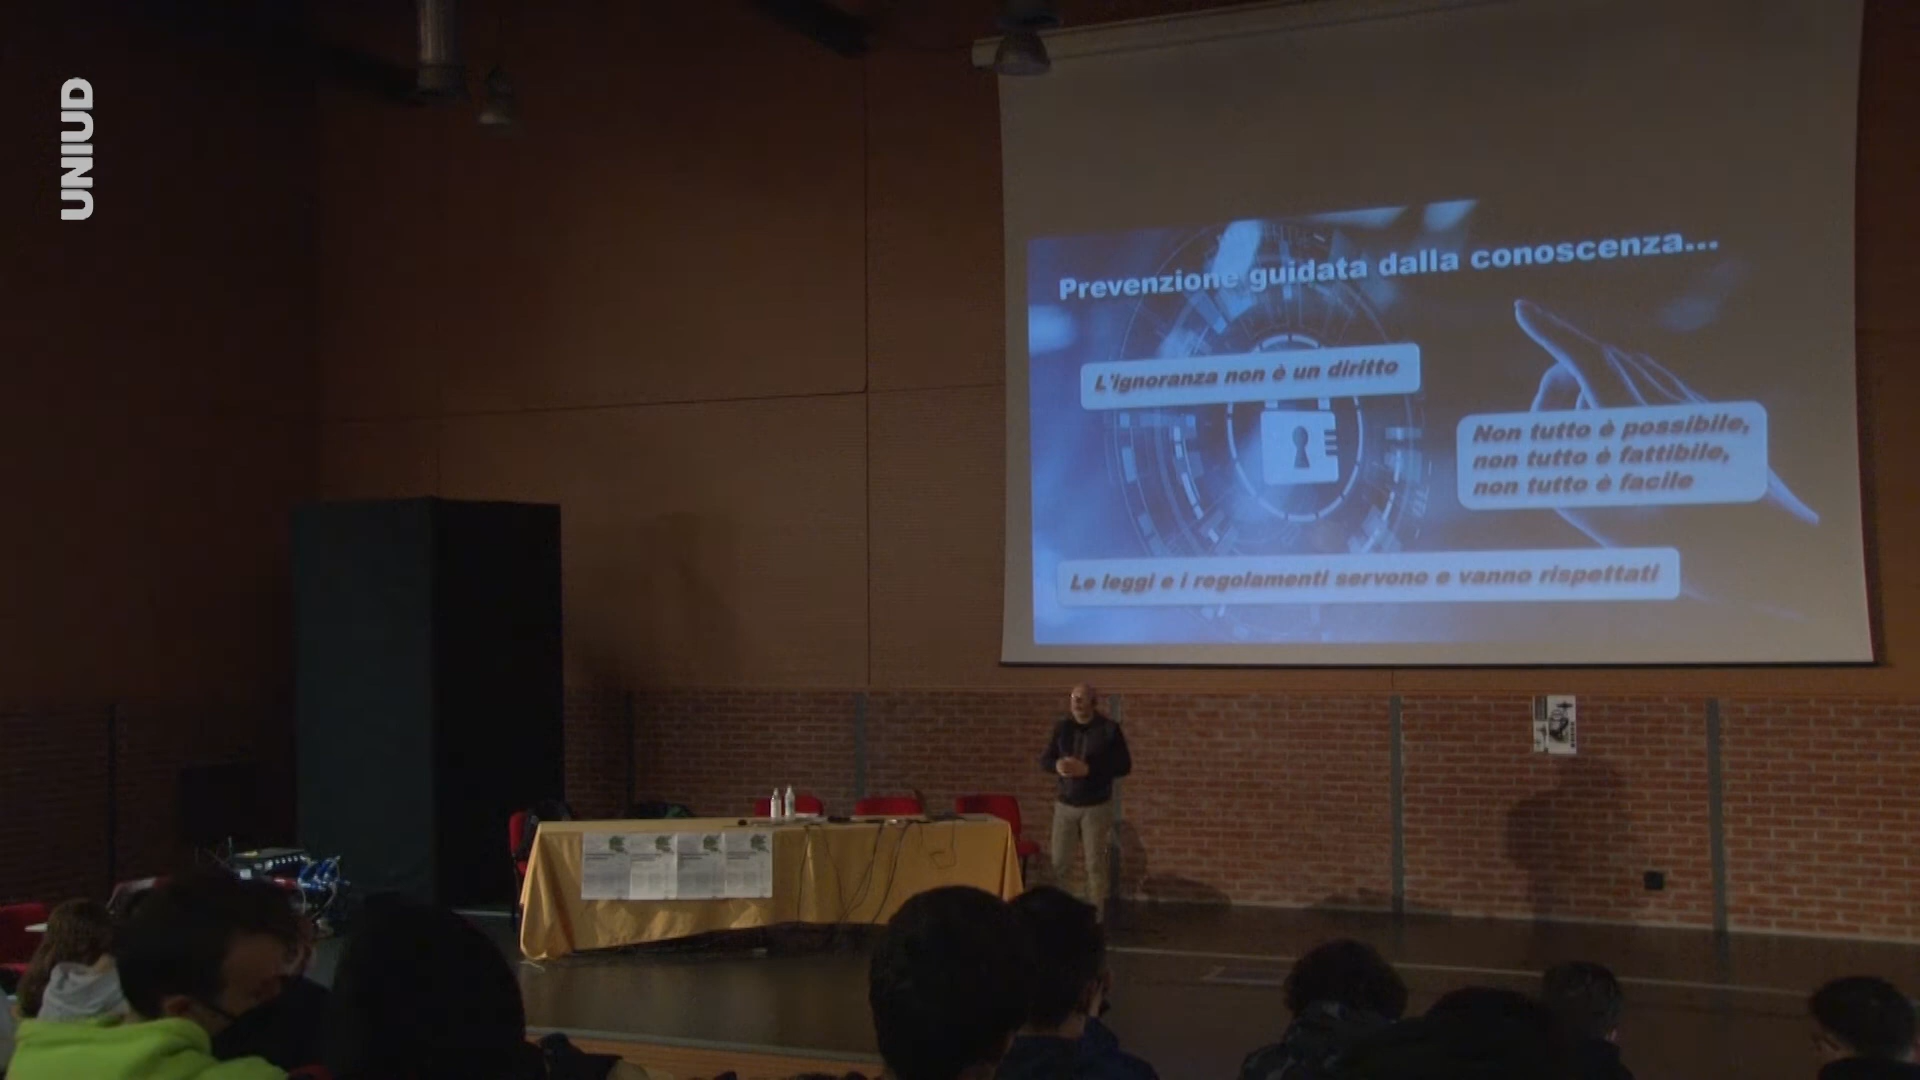 UNIUD
Prevenzione guidata dalla conoscenza...
L'ignoranza non è un diritto
Non tutto è possibile,
non tutto è fattibile,
non tutto è facile
Le leggi e i regolamenti servono e vanno rispettati